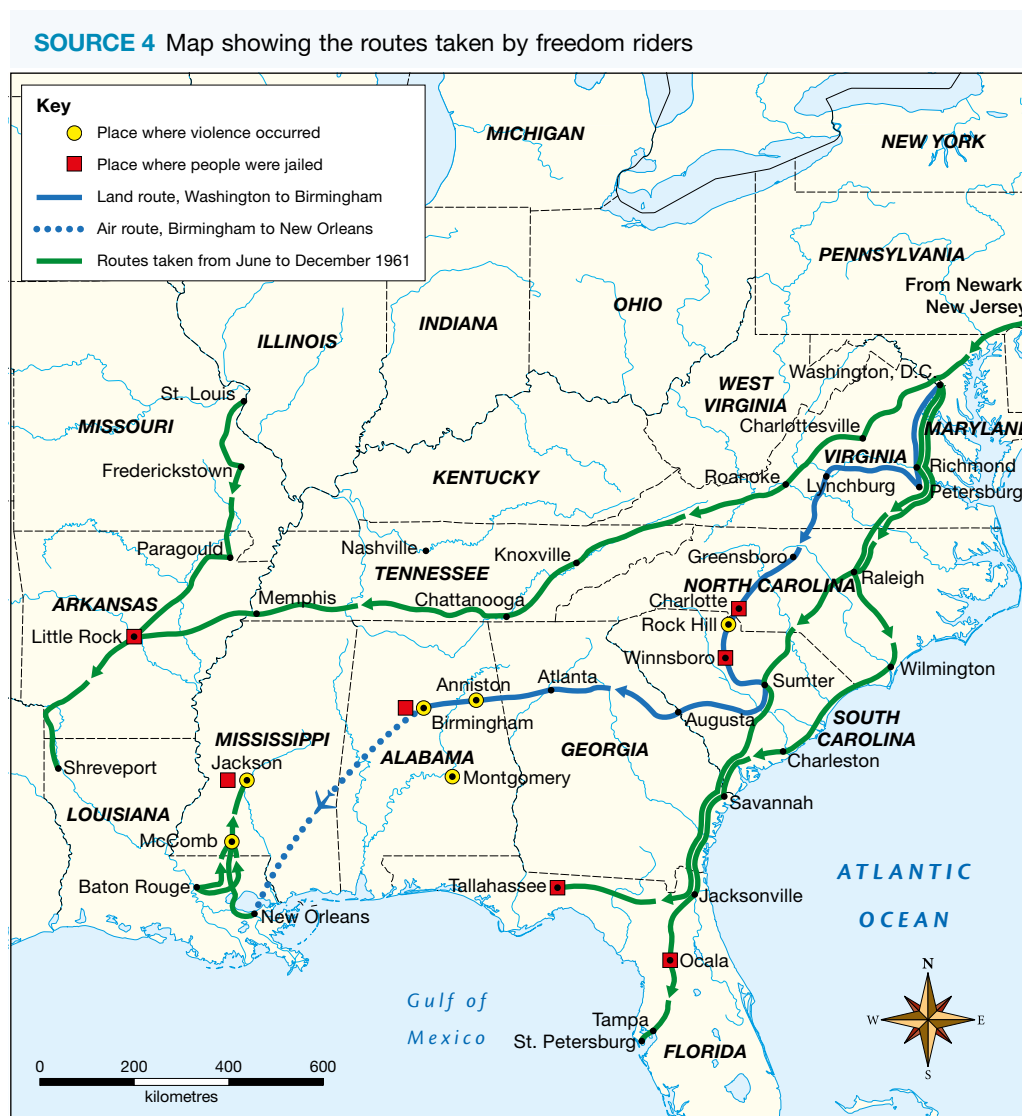 SOURCE 4 Map showing the routes taken by freedom riders
Key
Place where violence occurred
Place where people were jailed
Land route, Washington to Birmingham
Air route, Birmingham to New Orleans
Routes taken from June to December 1961
MICHIGAN
NEW YORK
PENNSYLVANIA
From Newark,
New Jersey
OHIO
INDIANA
ILLINOIS
Washington, D.C.
WEST
VIRGINIA
St. Louis
MISSOURI
Charlottesville
MARYLAND
VIRGINIA
Fredericktown
KENTUCKY
Roanoke
Lynchburg
Richmond
Petersburg
Paragould
Nashville
Knoxville
Greensboro
TENNESSEE
NORTH CAROLINA
Raleigh
ARKANSAS
Memphis
Chattanooga
Charlotte
Rock Hill
Little Rock
Winnsboro
Wilmington
Anniston
Atlanta
Sumter
Birmingham
Augusta
SOUTH
CAROLINA
MISSISSIPPI
Jackson
ALABAMA
GEORGIA
Charleston
Shreveport
Montgomery
Savannah
LOUISIANA
McComb
Baton Rouge
Tallahassee
Jacksonville
ATLANTIC
OCEAN
New Orleans
Ocala
Gulf of
Mexico
Tampa
St. Petersburg
FLORIDA
N
W
E
S
0 200 400 600
kilometres